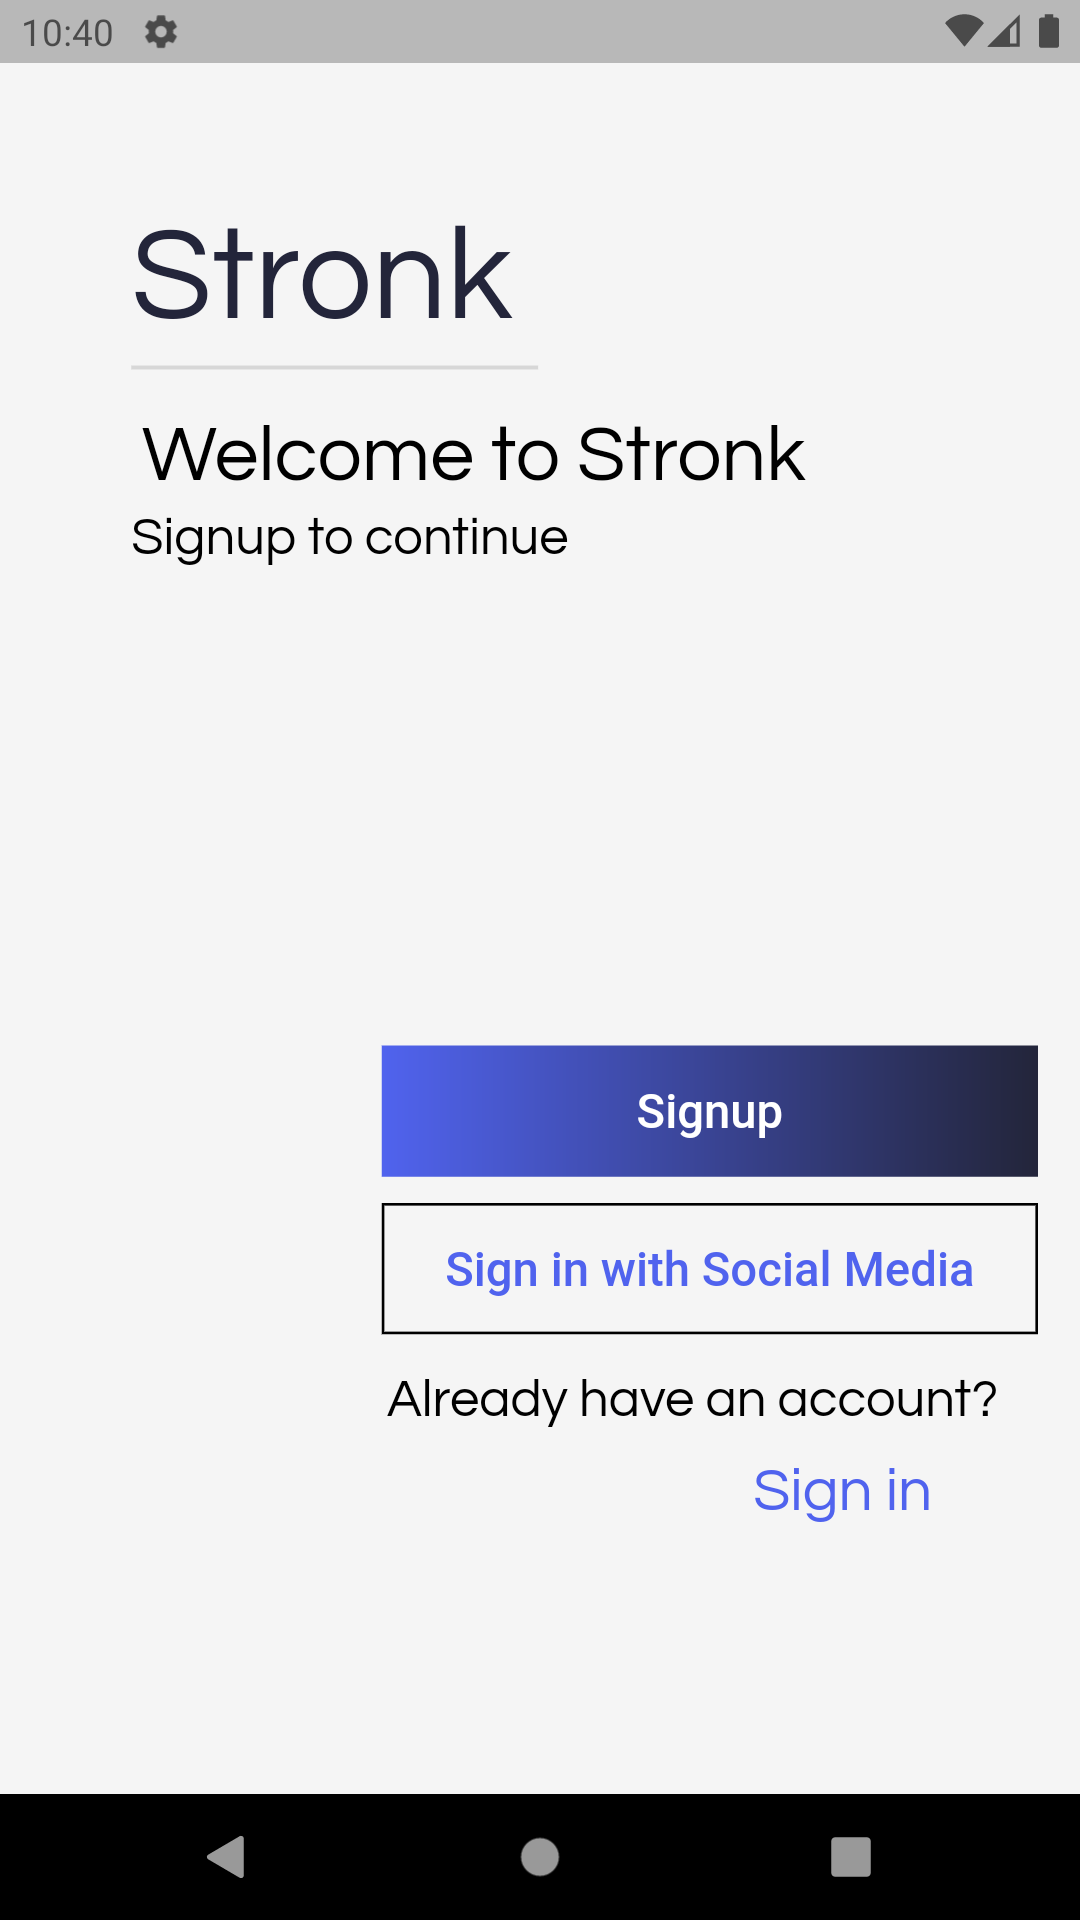 10:40
Stronk
Welcome to Stronk
Signup to continue
Signup
Sign in with Social Media
Already have an account?
Sign in